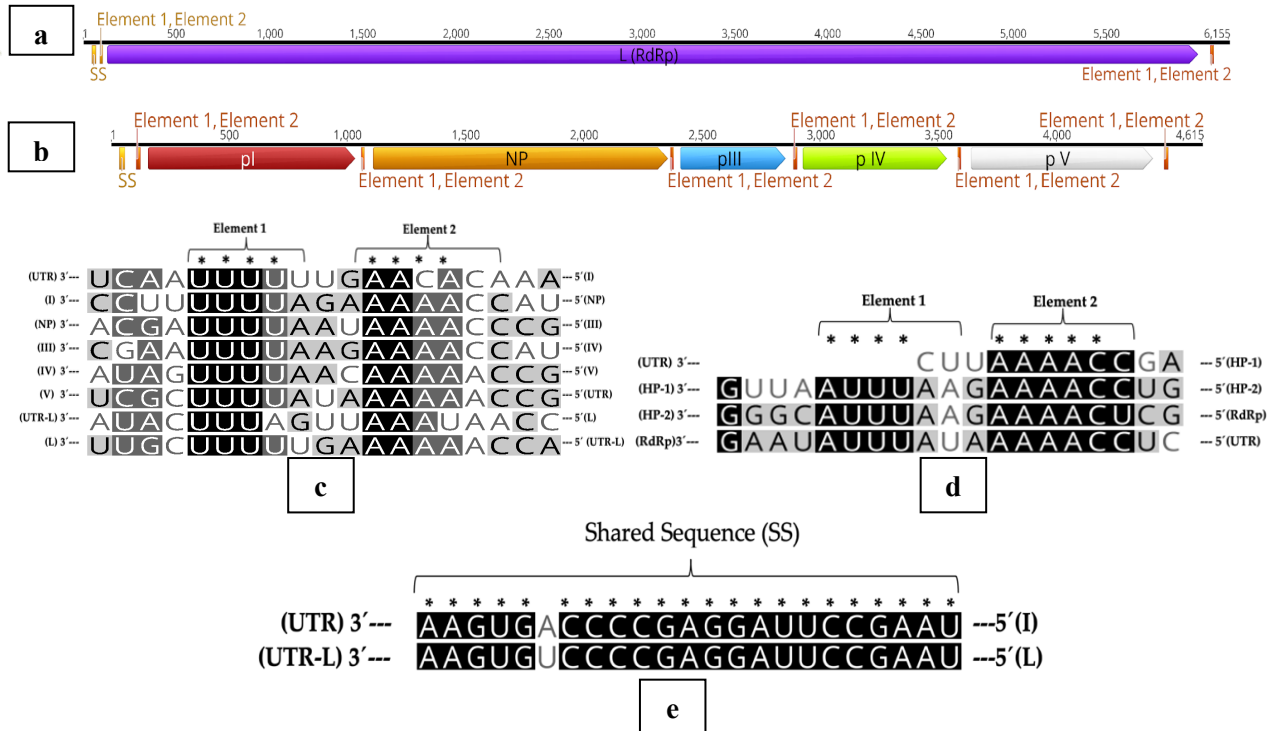 a
Element 1, Element 2
1 500 1,000 1,500 2,000 2,500 3,000 3,500 4,000 4,500 5,000 5,500 6,155
L (RdRp)
SS
Element 1, Element 2
b
Element 1, Element 2
Element 1, Element 2
Element 1, Element 2
1 500 1,000 1,500 2,000 2,500 3,000 3,500 4,000 4,615
pI NP pIII p IV p V
SS
Element 1, Element 2
Element 1, Element 2
Element 1, Element 2
Element 1 Element 2
* * * * * * * *
(UTR) 3´--- UCAAUUUUUUGAACACAAA --- 5´(I)
(I) 3´--- CCUUUUUUAGAAAAACCAU --- 5´(NP)
(NP) 3´--- ACGAUUUUAAUAAAACCCG --- 5´(III)
(III) 3´--- CGAAUUUUAAGAAAACCAU --- 5´(IV)
(IV) 3´--- AUAGUUUUAACAAAAACCG --- 5´(V)
(V) 3´--- UCGCUUUUAUAAAAAACCG --- 5´(UTR)
(UTR-L) 3´--- AUACUUUAGUUAAAUAACC --- 5´(L)
(L) 3´--- UUGCUUUUUGAAAAAACCA --- 5´ (UTR-L)
c
Element 1 Element 2
* * * * * * * * *
(UTR) 3´--- CUUAAAACCGA --- 5´(HP-1)
(HP-1) 3´--- GUUAAUUUAAGAAAACCUG --- 5´(HP-2)
(HP-2) 3´--- GGGCAUUUAAGAAAACUCG --- 5´(RdRp)
(RdRp)3´--- GAAUAUUUAUAAAAACCUC --- 5´(UTR)
d
Shared Sequence (SS)
* * * * * * * * * * * * * * * * * * * * * *
(UTR) 3´--- AAGUGACCCCGAGGAUUCCGAAU ---5´(I)
(UTR-L) 3´--- AAGUGUCCCCGAGGAUUCCGAAU ---5´(L)
e